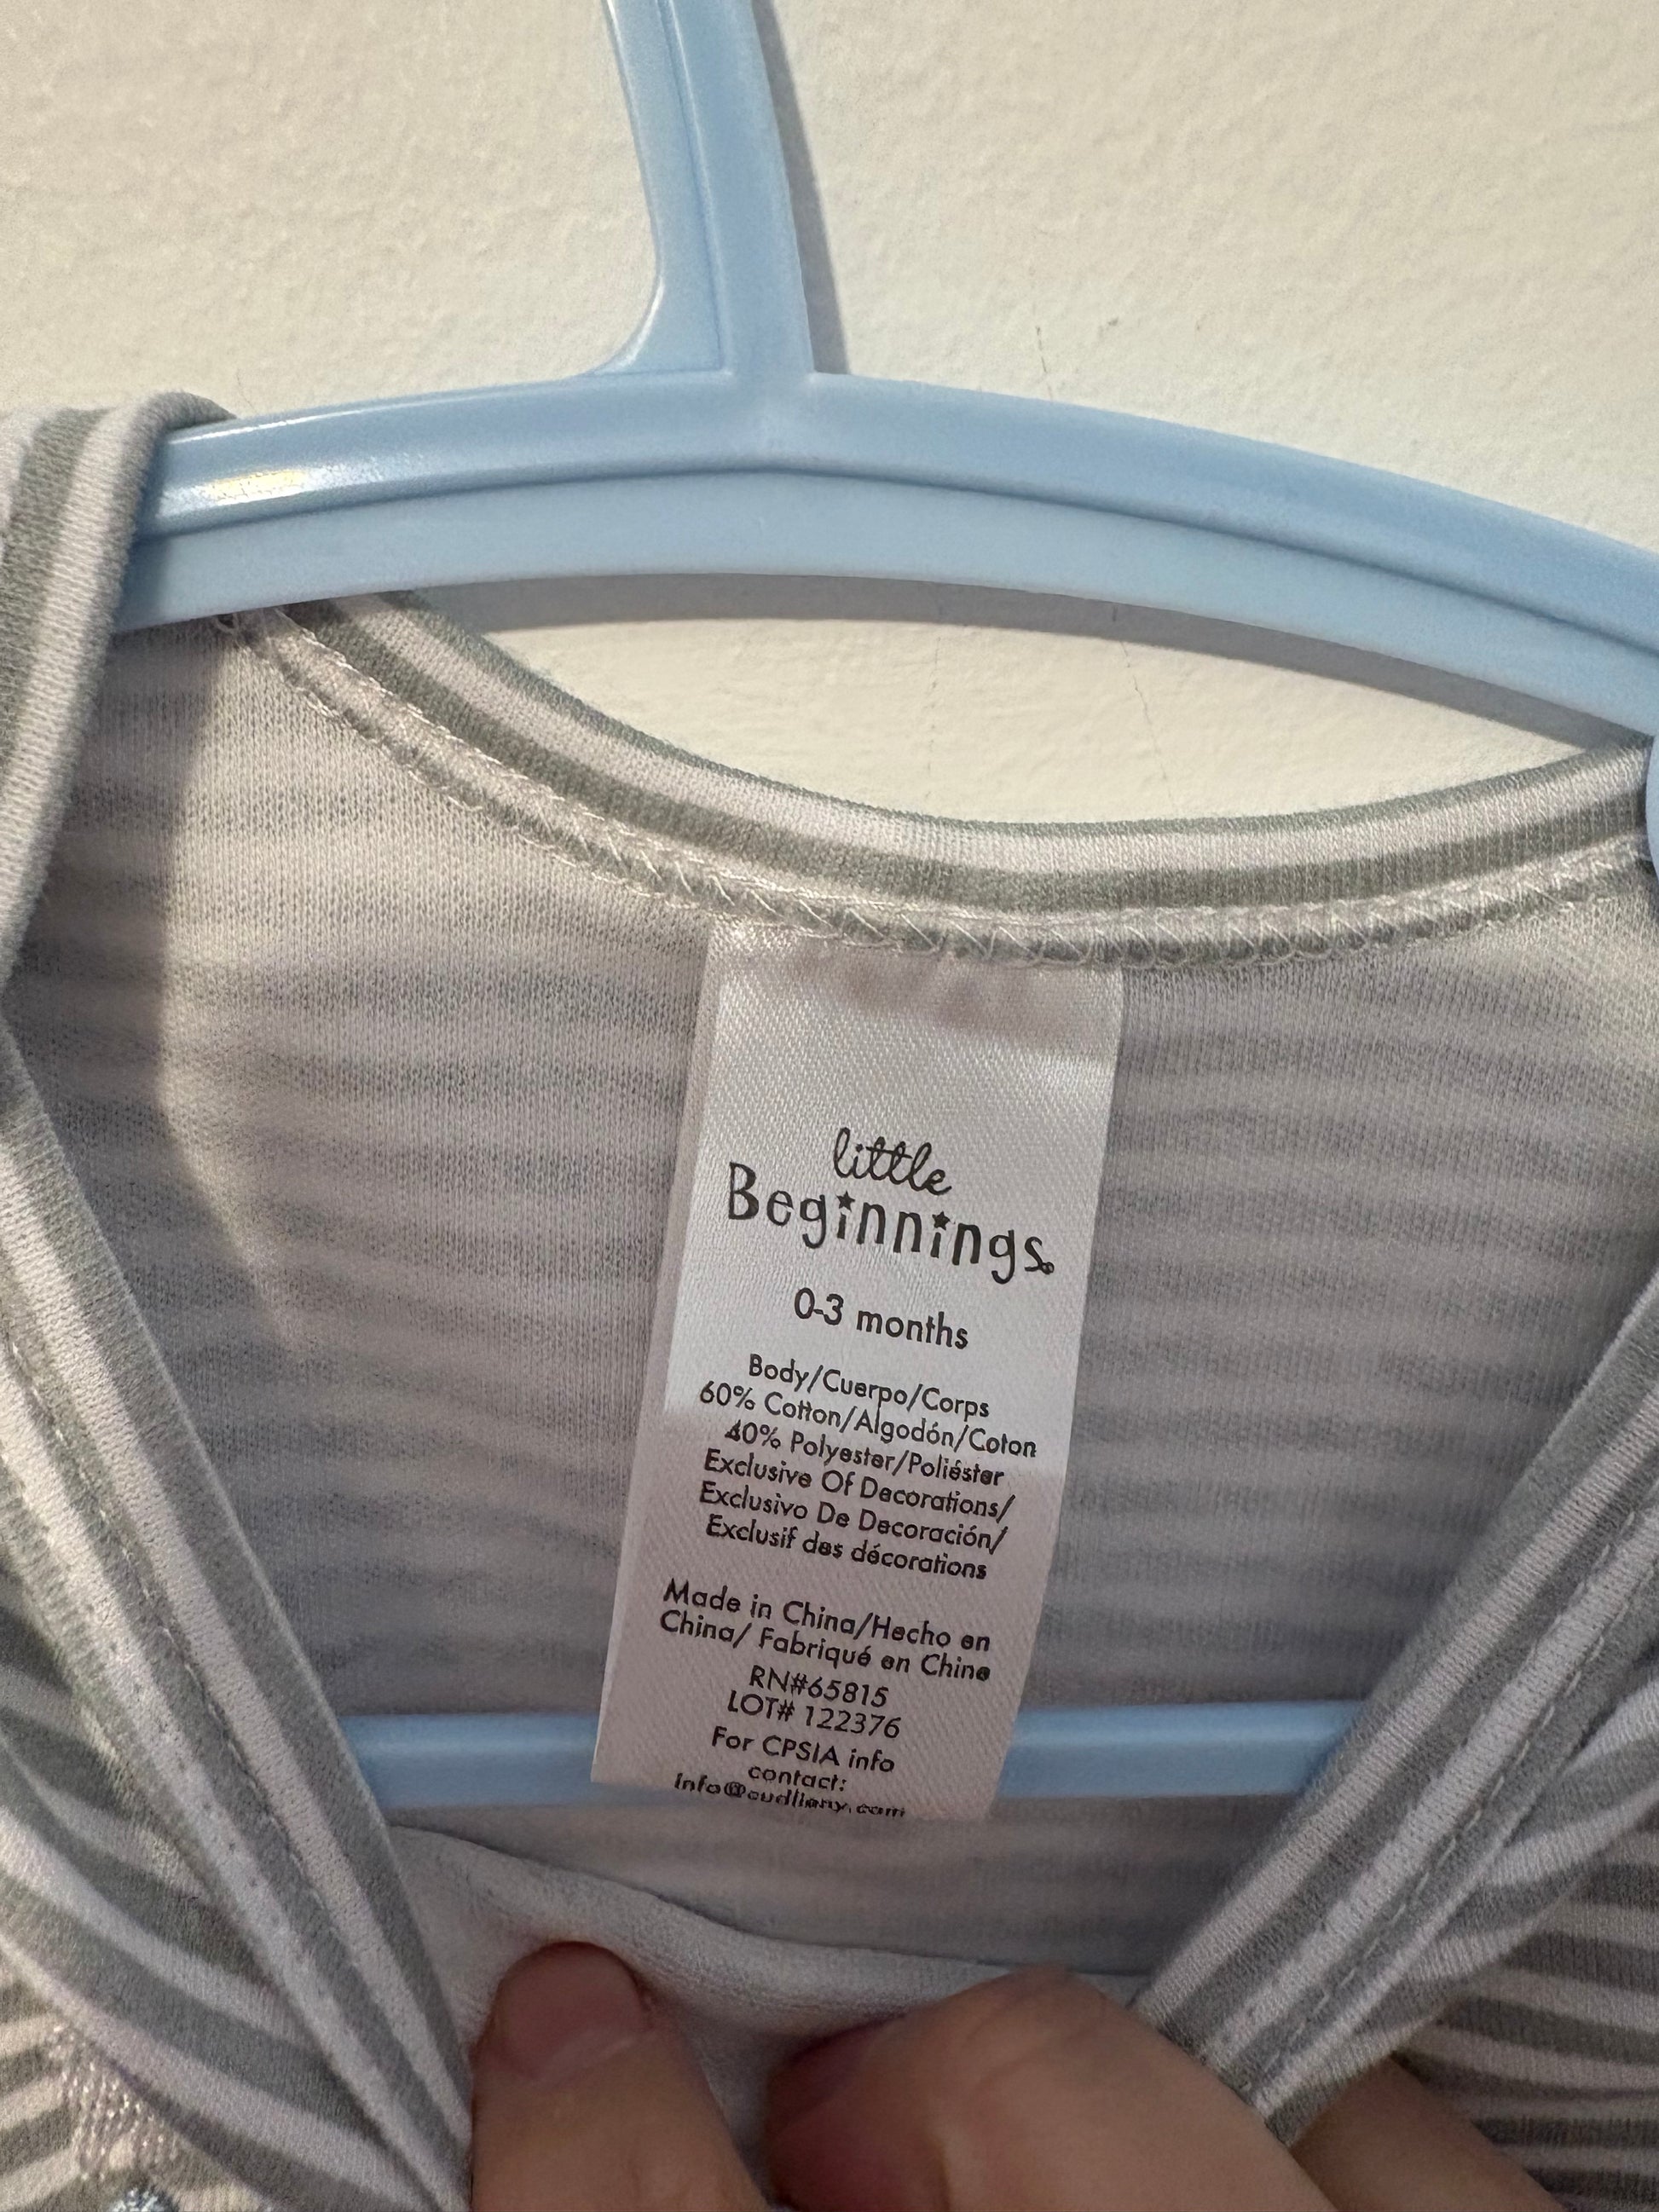 little
Beginnings®
0-3 months
Body/Cuerpo/Corps
60% Cotton/Algodón/Coton
40% Polyester/Poliéster
Exclusive Of Decorations/
Exclusivo De Decoración/
Exclusif des décorations
Made in China/Hecho en
China/ Fabriqué en Chine
RN#65815
LOT# 122376
For CPSIA info
contact: